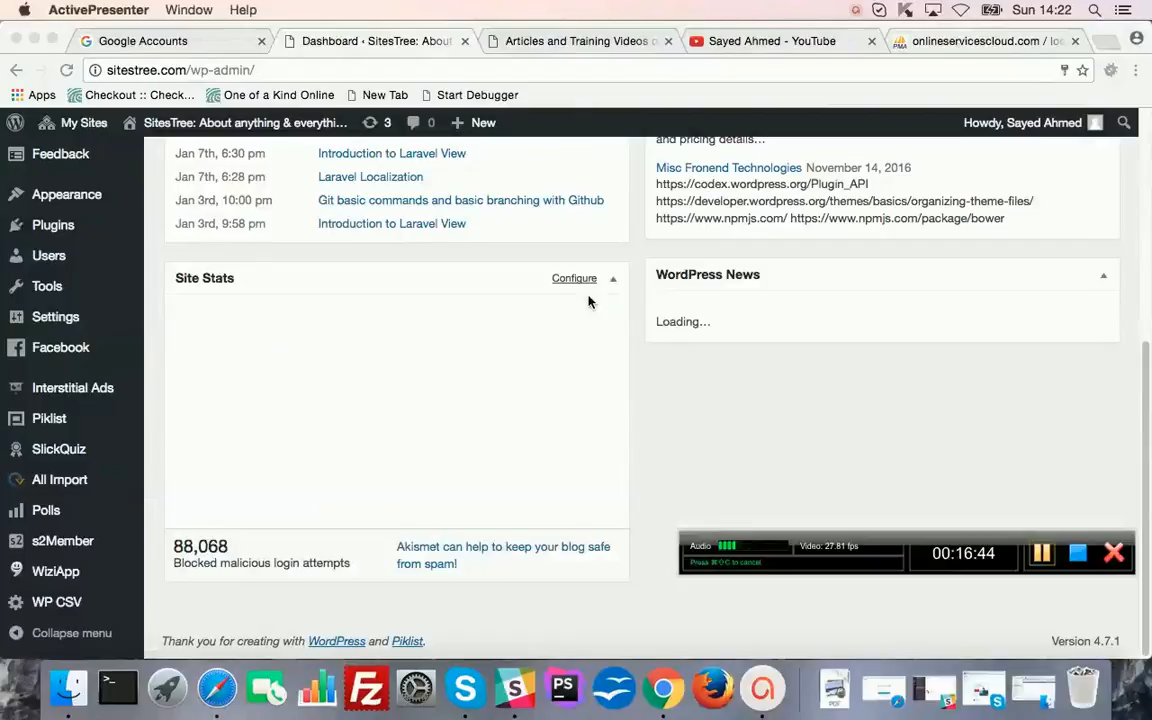 ActivePresenter Window Help Sun 14:22
Google Accounts Dashboard ‹ SitesTree: Abou Articles and Training Videos o Sayed Ahmed - YouTube onlineservicescloud.com / loc
sitestree.com/wp-admin/
Apps Checkout :: Check... One of a Kind Online New Tab Start Debugger
My Sites SitesTree: About anything & everythi... 3 0 New Howdy, Sayed Ahmed
and pricing details…
Feedback
Appearance
Plugins
Users
Tools
Settings
Facebook
Interstitial Ads
Piklist
SlickQuiz
All Import
Polls
s2Member
WiziApp
WP CSV
Collapse menu
Jan 7th, 6:30 pm Introduction to Laravel View
Jan 7th, 6:28 pm Laravel Localization
Jan 3rd, 10:00 pm Git basic commands and basic branching with Github
Jan 3rd, 9:58 pm Introduction to Laravel View
Misc Fronend Technologies November 14, 2016
https://codex.wordpress.org/Plugin_API
https://developer.wordpress.org/themes/basics/organizing-theme-files/
https://www.npmjs.com/ https://www.npmjs.com/package/bower
Site Stats Configure
WordPress News
Loading…
88,068
Blocked malicious login attempts
Akismet can help to keep your blog safe
from spam!
Audio Video: 27.81 fps 00:16:44
Press ⌘⇧C to cancel
Thank you for creating with WordPress and Piklist. Version 4.7.1